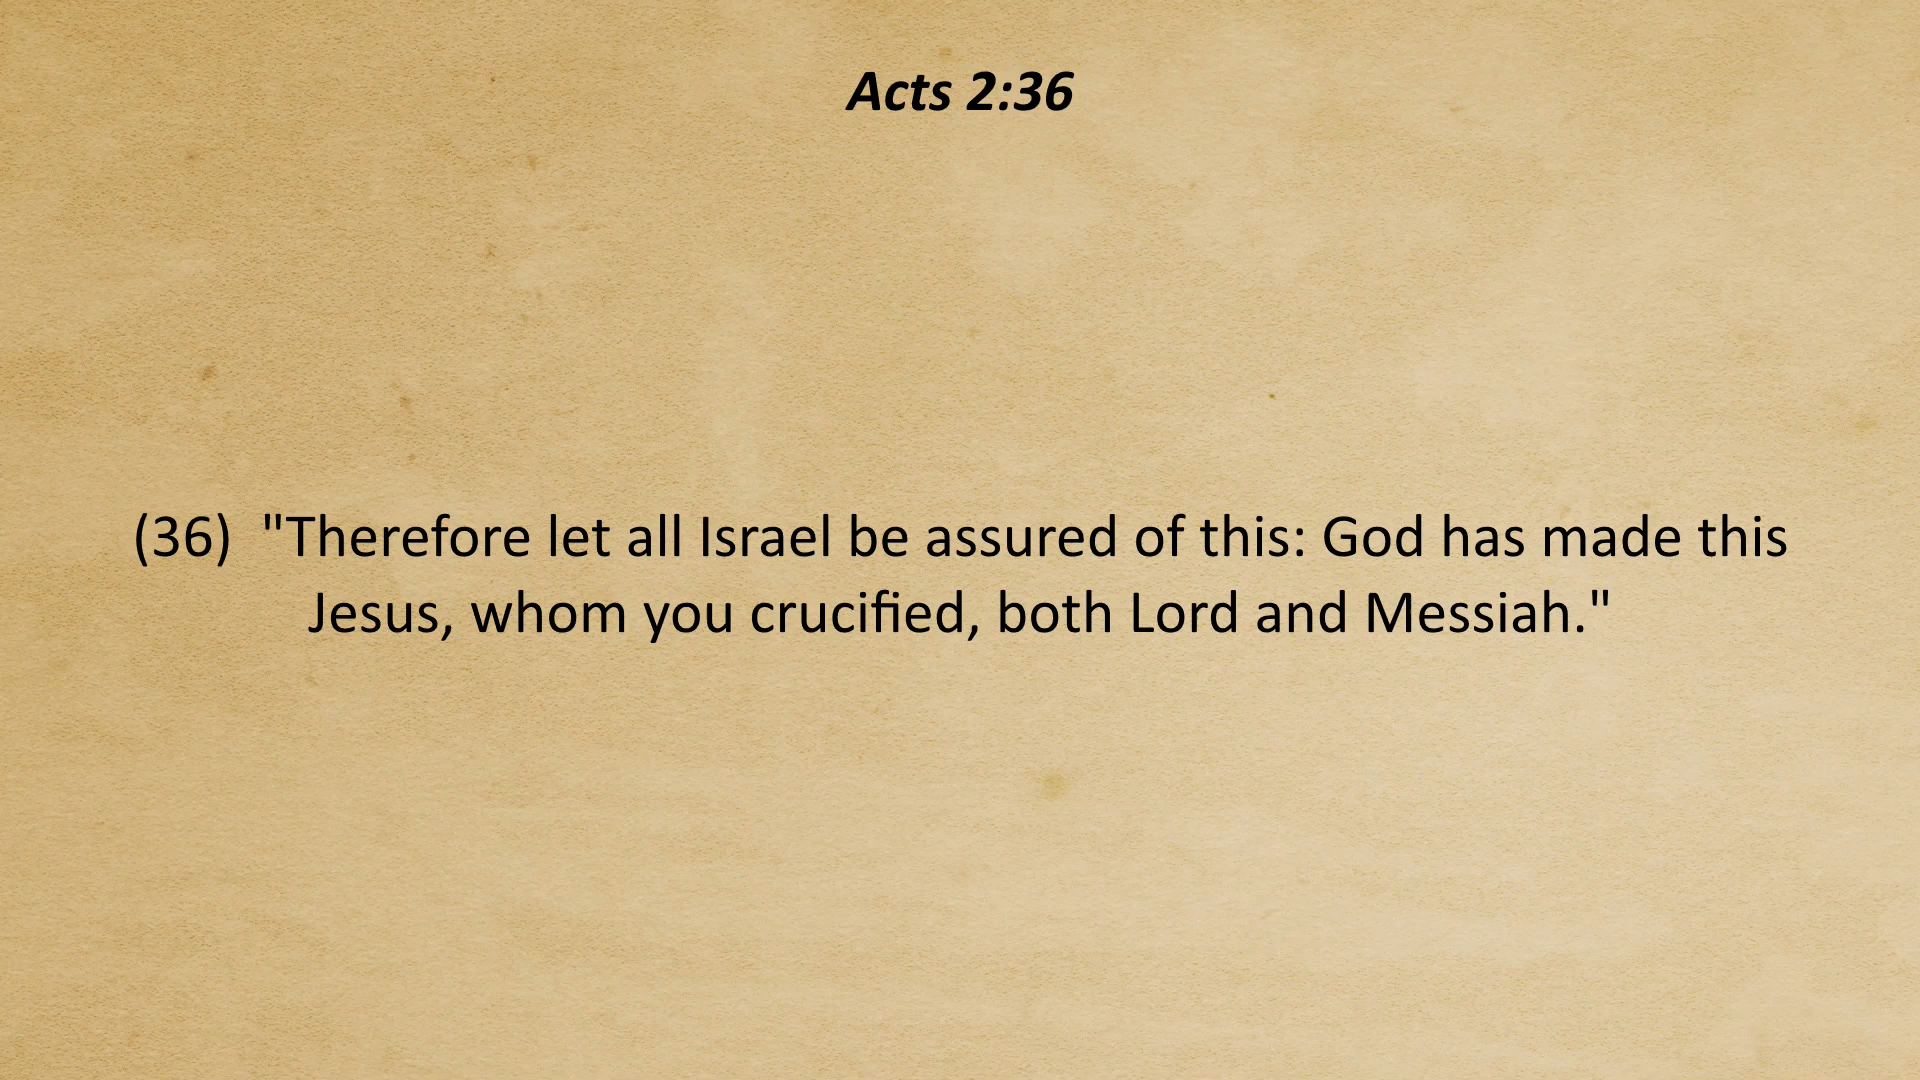 Acts 2:36
(36)  "Therefore let all Israel be assured of this: God has made this
Jesus, whom you crucified, both Lord and Messiah."